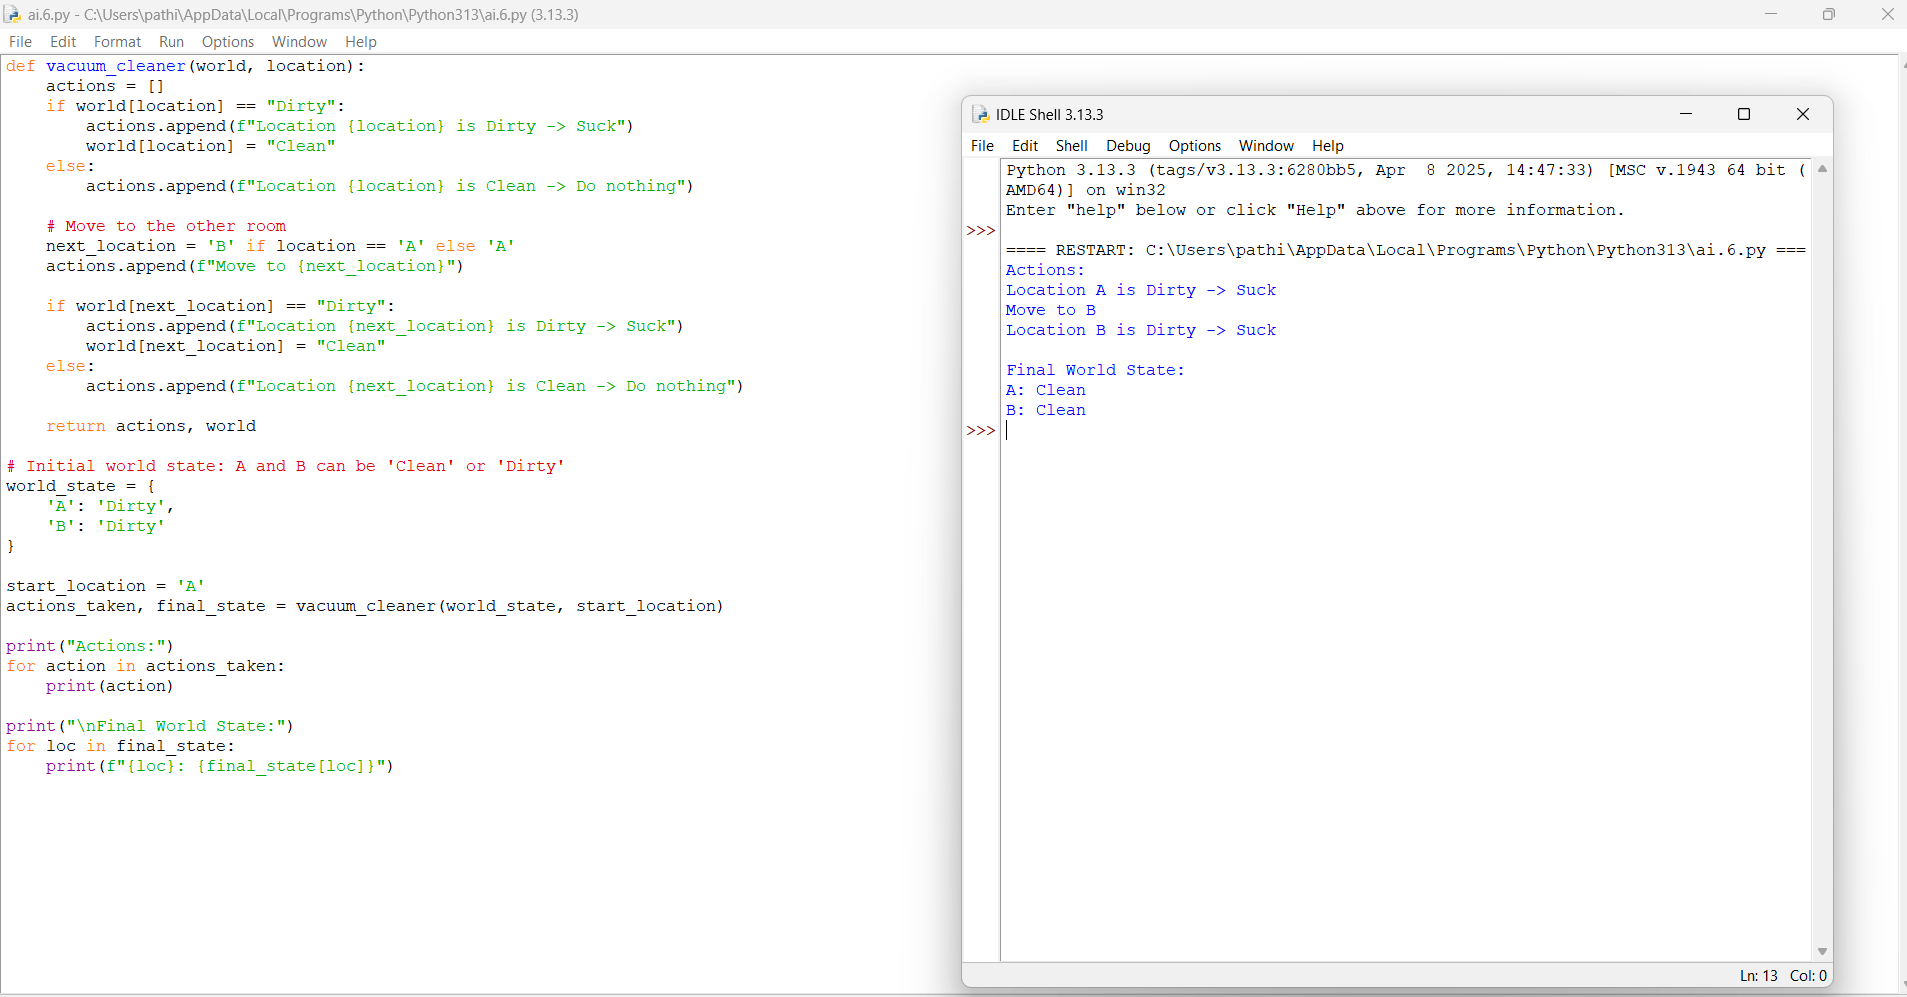 ai.6.py - C:\Users\pathi\AppData\Local\Programs\Python\Python313\ai.6.py (3.13.3)
File Edit Format Run Options Window Help
def vacuum_cleaner(world, location):
    actions = []
    if world[location] == "Dirty":
        actions.append(f"Location {location} is Dirty -> Suck")
        world[location] = "Clean"
    else:
        actions.append(f"Location {location} is Clean -> Do nothing")

    # Move to the other room
    next_location = 'B' if location == 'A' else 'A'
    actions.append(f"Move to {next_location}")

    if world[next_location] == "Dirty":
        actions.append(f"Location {next_location} is Dirty -> Suck")
        world[next_location] = "Clean"
    else:
        actions.append(f"Location {next_location} is Clean -> Do nothing")

    return actions, world

# Initial world state: A and B can be 'Clean' or 'Dirty'
world_state = {
    'A': 'Dirty',
    'B': 'Dirty'
}

start_location = 'A'
actions_taken, final_state = vacuum_cleaner(world_state, start_location)

print("Actions:")
for action in actions_taken:
    print(action)

print("\nFinal World State:")
for loc in final_state:
    print(f"{loc}: {final_state[loc]}")
IDLE Shell 3.13.3
File Edit Shell Debug Options Window Help
Python 3.13.3 (tags/v3.13.3:6280bb5, Apr  8 2025, 14:47:33) [MSC v.1943 64 bit (
AMD64)] on win32
Enter "help" below or click "Help" above for more information.
>>>
==== RESTART: C:\Users\pathi\AppData\Local\Programs\Python\Python313\ai.6.py ===
Actions:
Location A is Dirty -> Suck
Move to B
Location B is Dirty -> Suck

Final World State:
A: Clean
B: Clean
>>>
Ln: 13 Col: 0